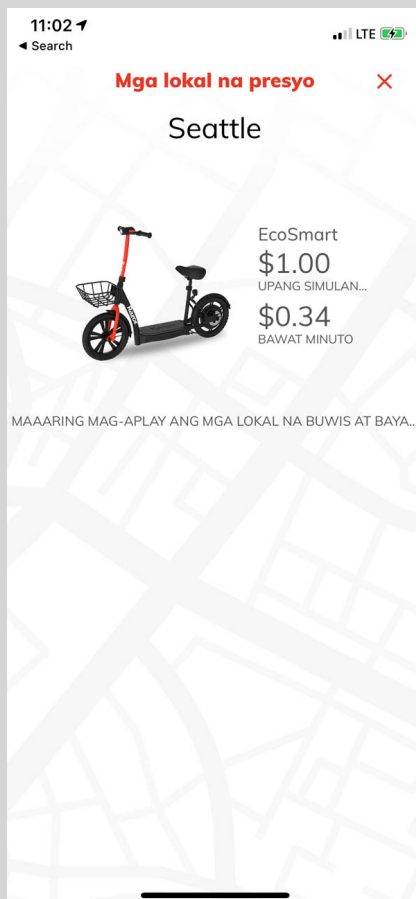 11:02
LTE
Search
Mga lokal na presyo
Seattle
EcoSmart
$1.00
UPANG SIMULAN...
$0.34
BAWAT MINUTO
MAAARING MAG-APLAY ANG MGA LOKAL NA BUWIS AT BAYA...